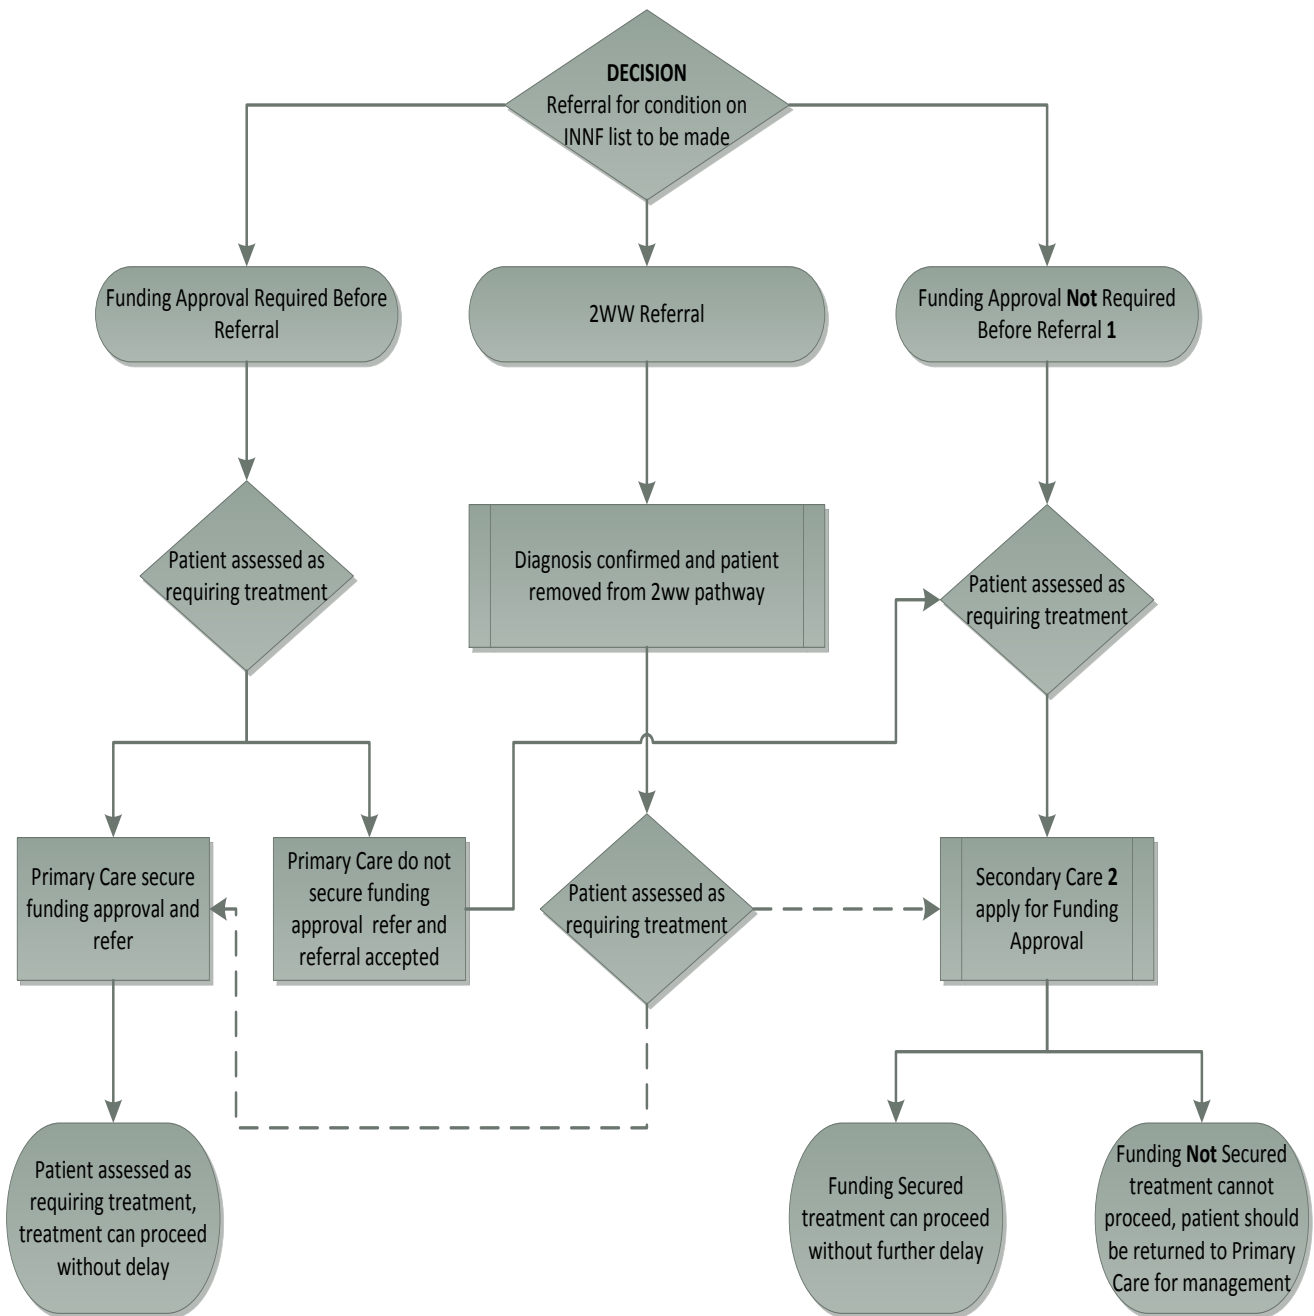 DECISION
Referral for condition on
INNF list to be made
Funding Approval Required Before
Referral
2WW Referral
Funding Approval Not Required
Before Referral 1
Patient assessed as
requiring treatment
Diagnosis confirmed and patient
removed from 2ww pathway
Patient assessed as
requiring treatment
Primary Care secure
funding approval and
refer
Primary Care do not
secure funding
approval refer and
referral accepted
Patient assessed as
requiring treatment
Secondary Care 2
apply for Funding
Approval
Patient assessed as
requiring treatment,
treatment can proceed
without delay
Funding Secured
treatment can proceed
without further delay
Funding Not Secured
treatment cannot
proceed, patient should
be returned to Primary
Care for management